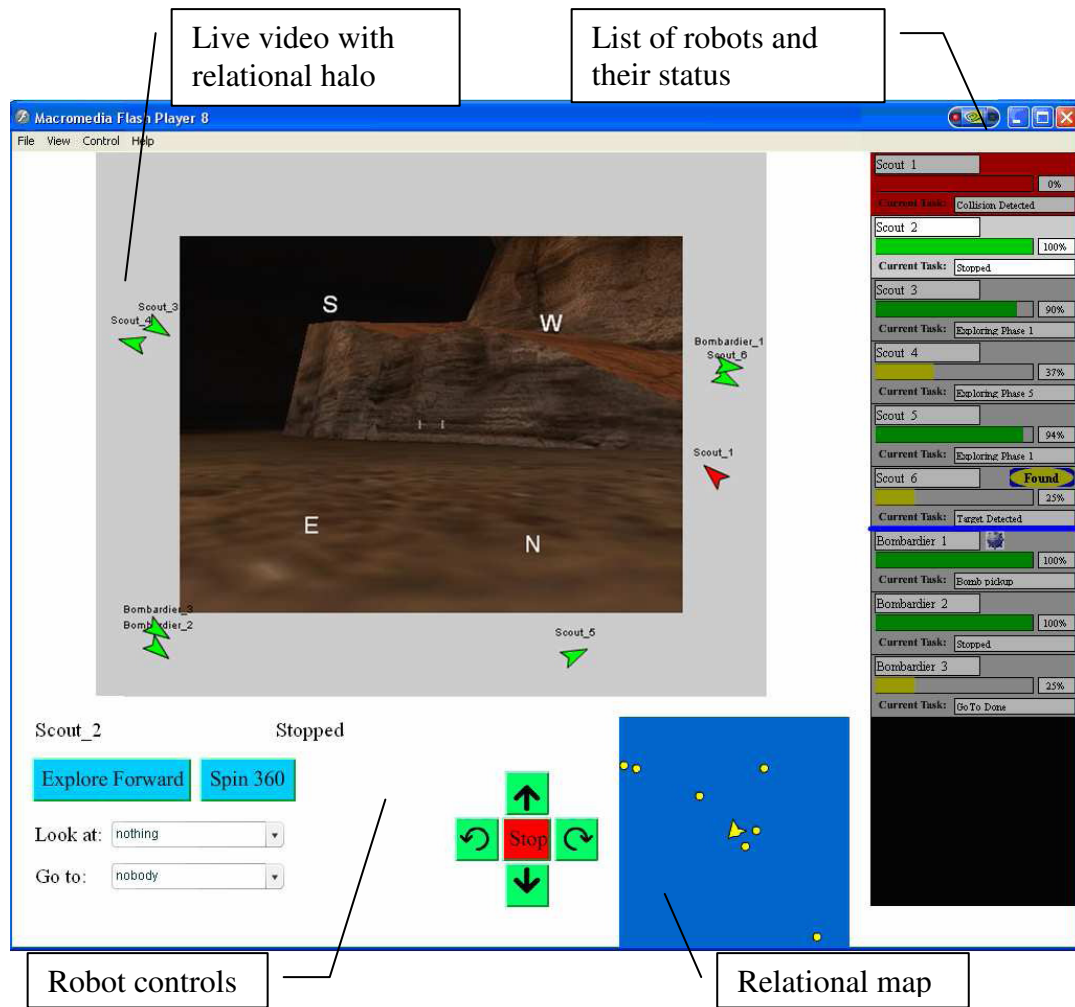 Live video with
relational halo
List of robots and
their status
Macromedia Flash Player 8
File View Control Help
Scout 1
0%
Current Task: Collision Detected
Scout 2
100%
Current Task: Stopped
Scout 3
90%
Current Task: Exploring Phase 1
Scout 4
37%
Current Task: Exploring Phase 5
Scout 5
94%
Current Task: Exploring Phase 1
Scout 6 Found
25%
Current Task: Target Detected
Bombardier 1
100%
Current Task: Bomb pickup
Bombardier 2
100%
Current Task: Stopped
Bombardier 3
25%
Current Task: GoTo Done
S
W
E
N
Scout_3
Scout_4
Bombardier_1
Scout_6
Scout_1
Bombardier_3
Bombardier_2
Scout_5
Scout_2 Stopped
Explore Forward Spin 360
Look at: nothing
Go to: nobody
Stop
Robot controls
Relational map